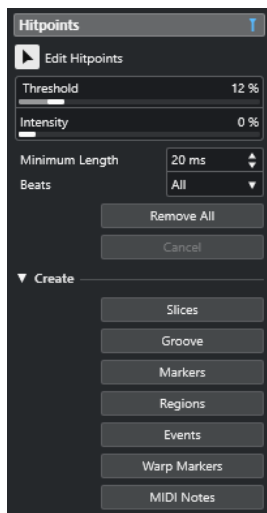 Hitpoints
Edit Hitpoints
Threshold 12 %
Intensity 0 %
Minimum Length 20 ms
Beats All
Remove All
Cancel
Create
Slices
Groove
Markers
Regions
Events
Warp Markers
MIDI Notes